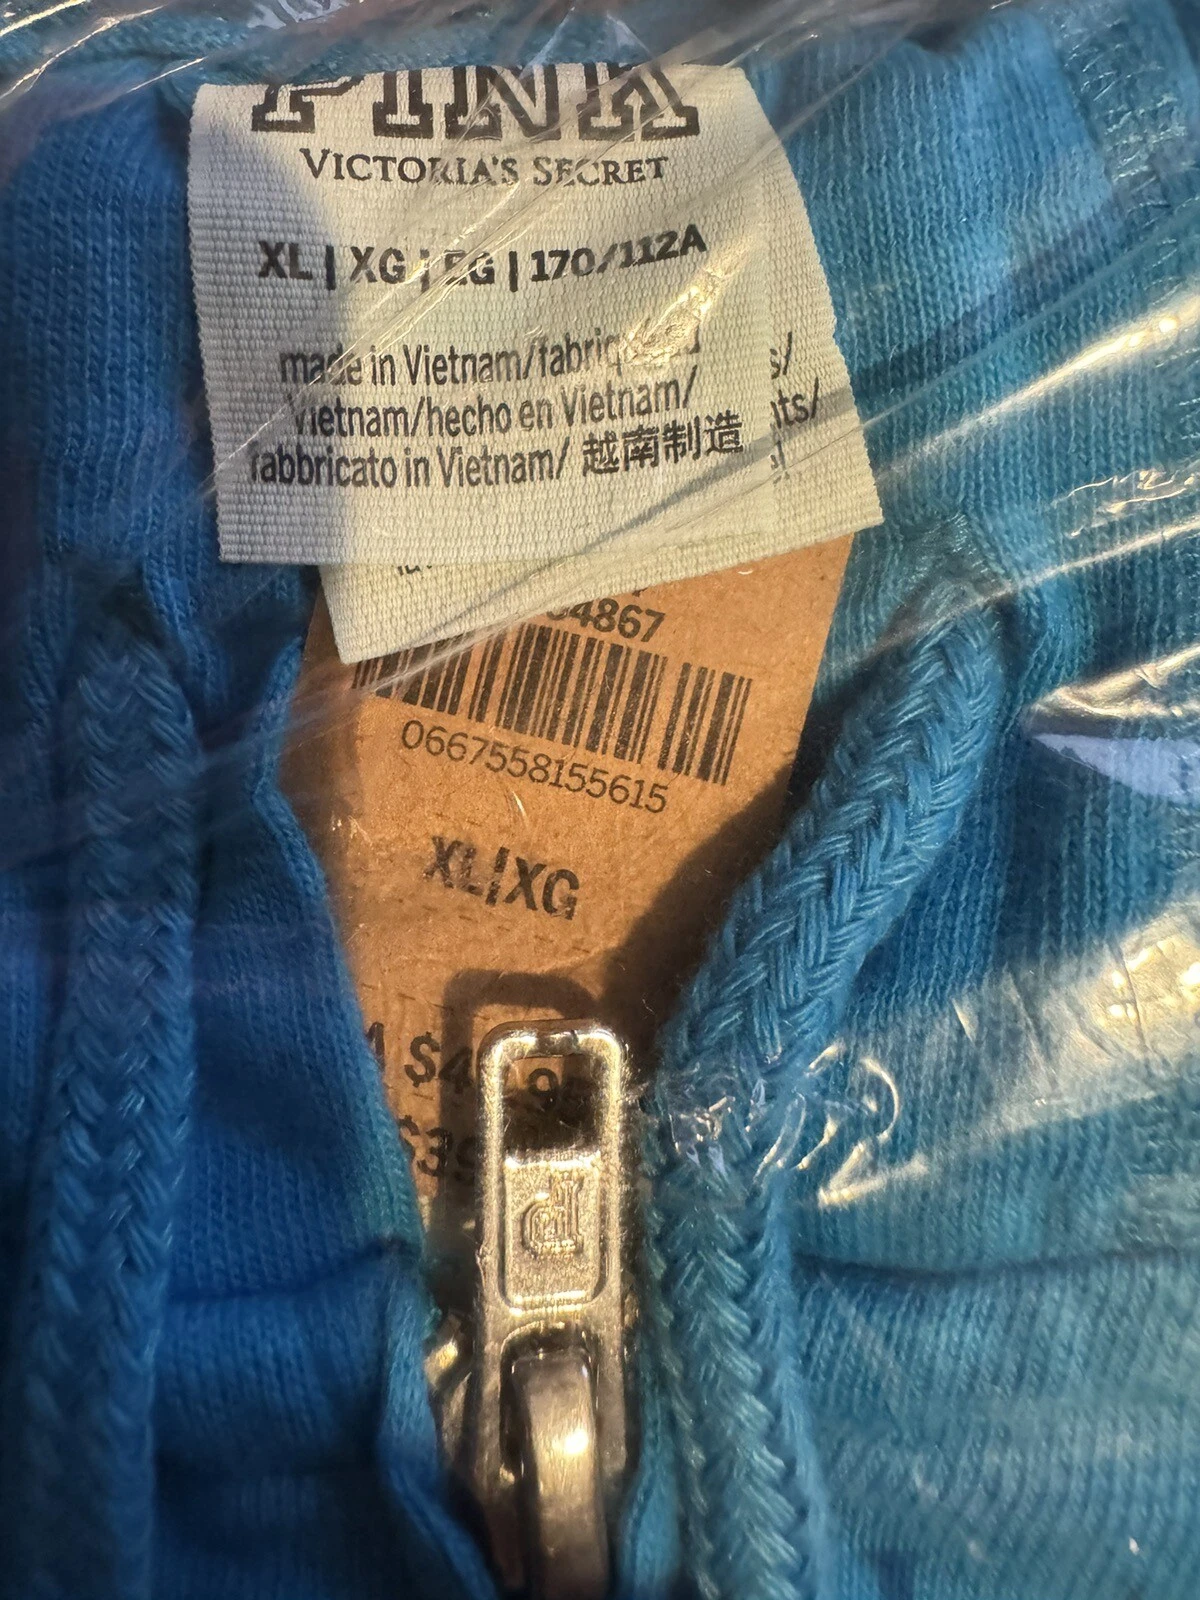 PINK
VICTORIA'S SECRET
XL | XG | EG | 170/112A
made in Vietnam/
Vietnam/hecho en Vietnam/
fabbricato in Vietnam/ 越南制造
s/
nts/
4867
0667558155615
XL|XG